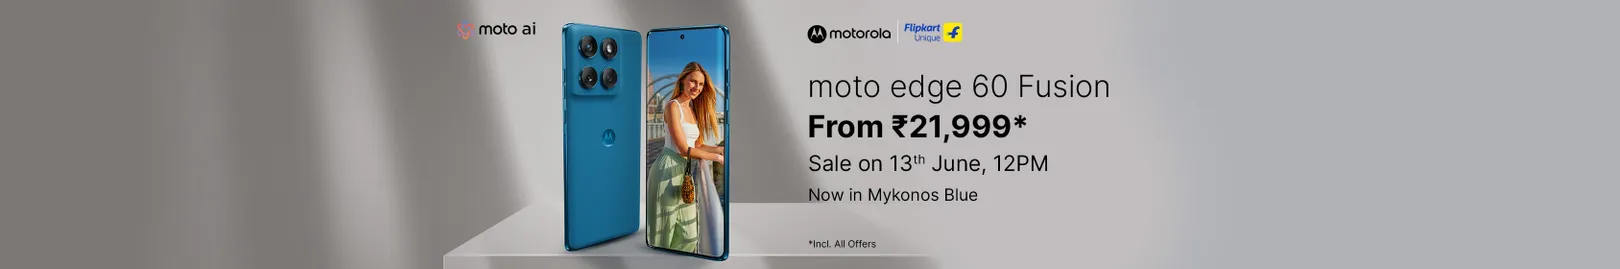 moto ai
motorola
Flipkart
Unique
moto edge 60 Fusion
From ₹21,999*
Sale on 13th June, 12PM
Now in Mykonos Blue
*Incl. All Offers